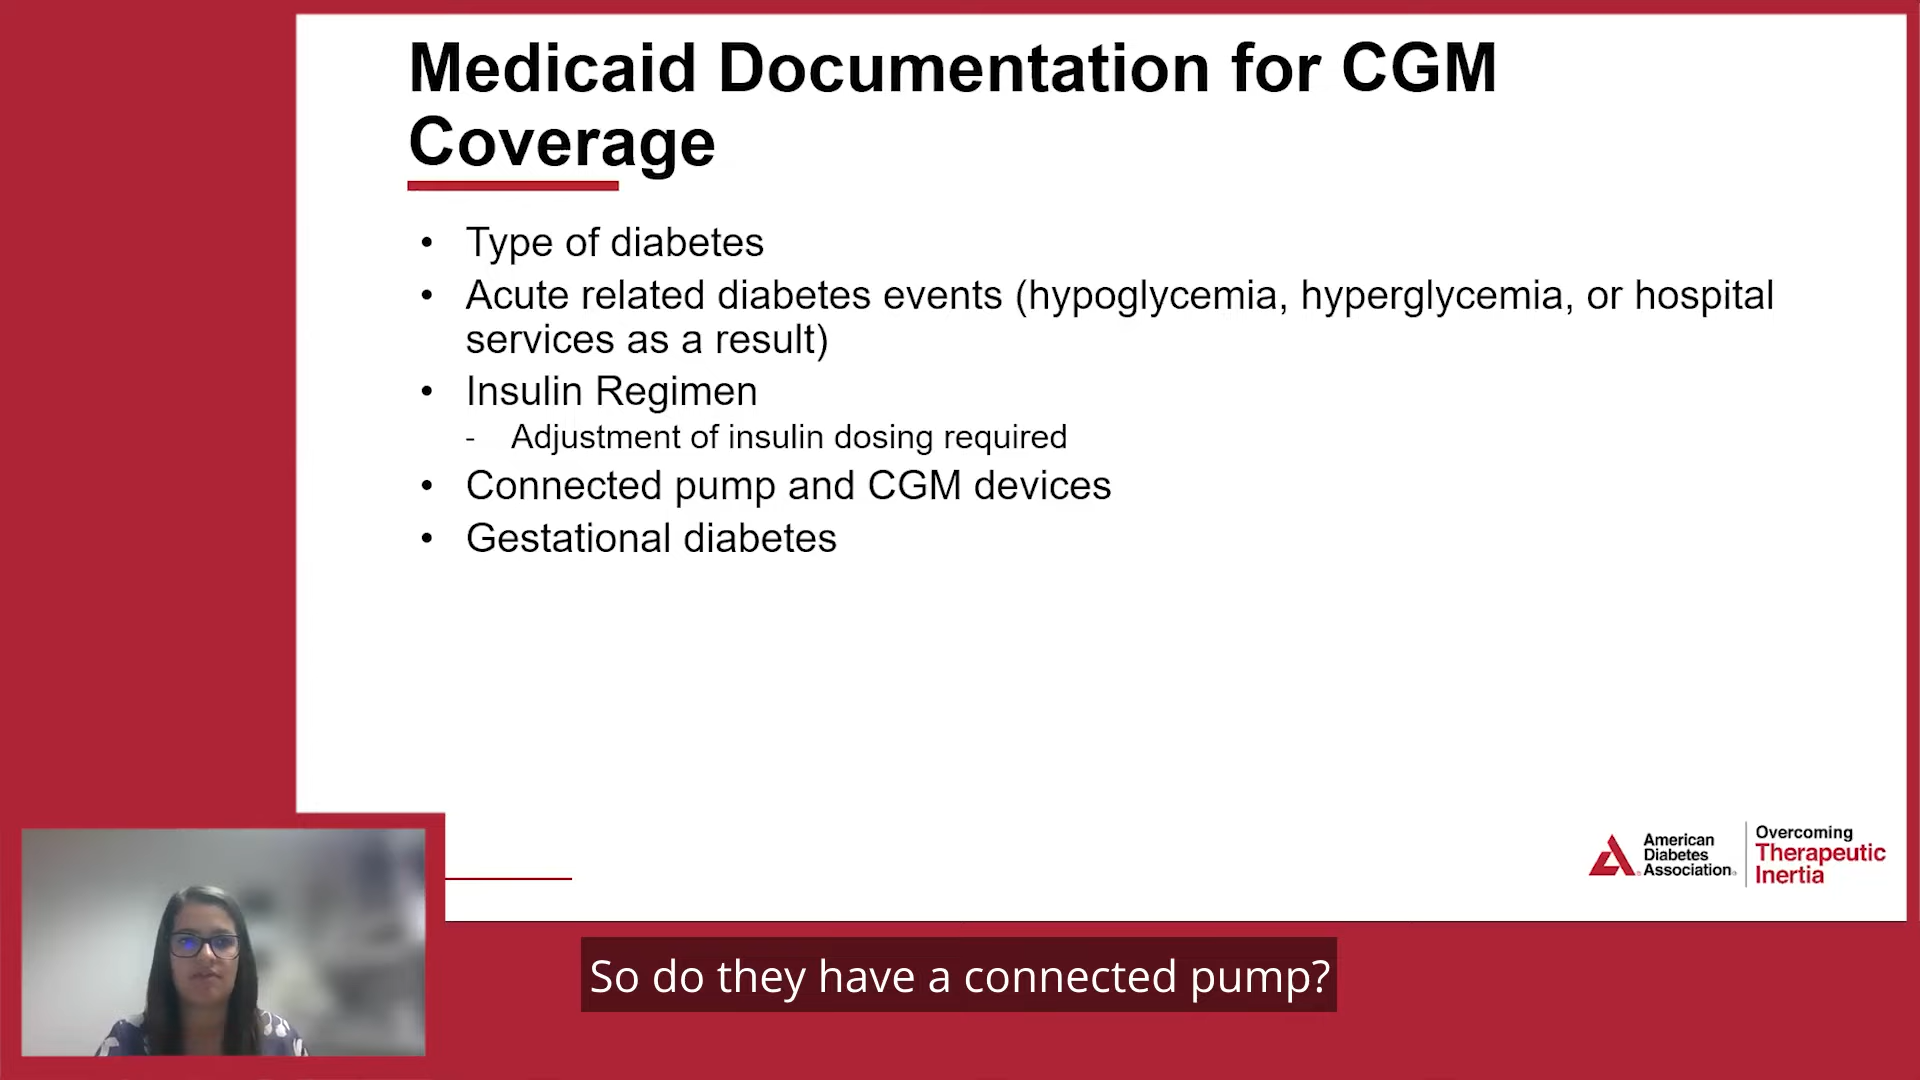 Medicaid Documentation for CGM
Coverage
• Type of diabetes
• Acute related diabetes events (hypoglycemia, hyperglycemia, or hospital
services as a result)
• Insulin Regimen
- Adjustment of insulin dosing required
• Connected pump and CGM devices
• Gestational diabetes
American
Diabetes
Association®
Overcoming
Therapeutic
Inertia
So do they have a connected pump?